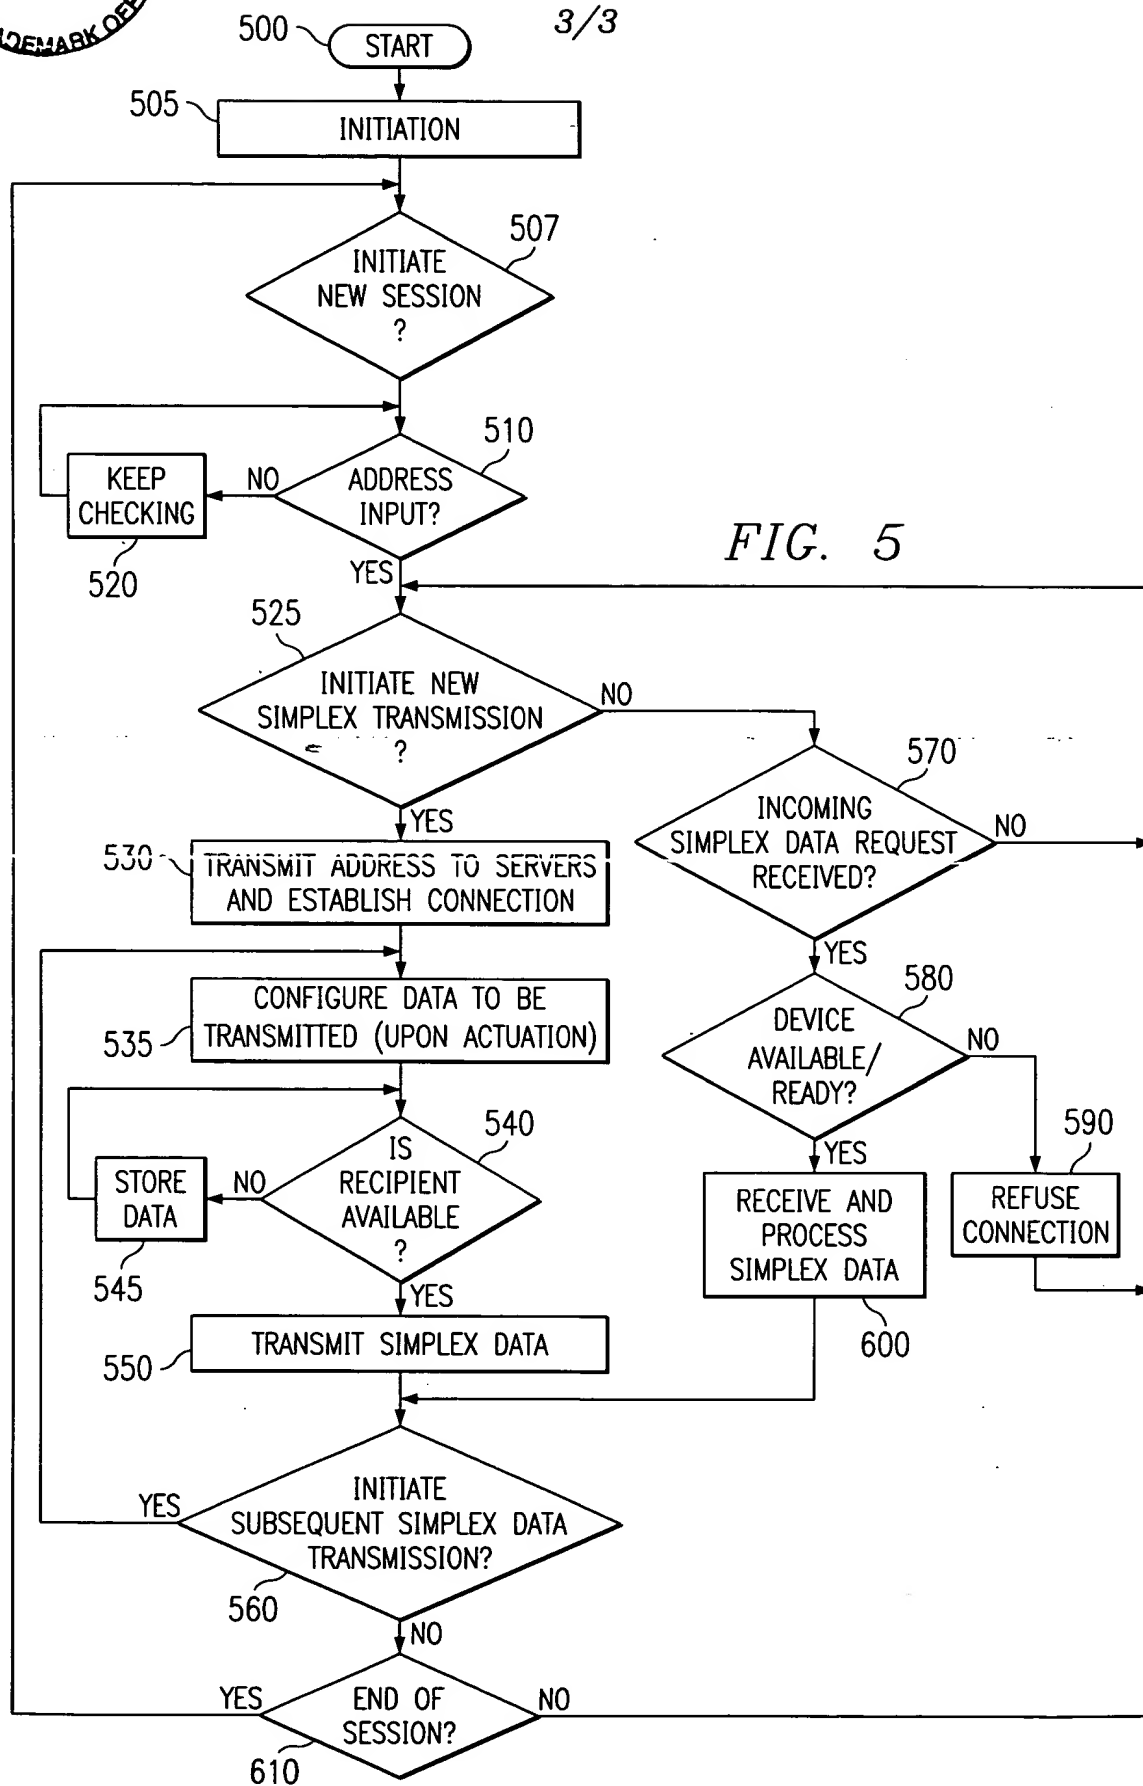 3/3
500
START
505
INITIATION
507
INITIATE
NEW SESSION
?
510
ADDRESS
INPUT?
NO
KEEP
CHECKING
520
YES
FIG. 5
525
INITIATE NEW
SIMPLEX TRANSMISSION
?
NO
YES
530
TRANSMIT ADDRESS TO SERVERS
AND ESTABLISH CONNECTION
535
CONFIGURE DATA TO BE
TRANSMITTED (UPON ACTUATION)
540
IS
RECIPIENT
AVAILABLE
?
NO
STORE
DATA
545
YES
550
TRANSMIT SIMPLEX DATA
570
INCOMING
SIMPLEX DATA REQUEST
RECEIVED?
NO
YES
580
DEVICE
AVAILABLE/
READY?
NO
YES
590
REFUSE
CONNECTION
RECEIVE AND
PROCESS
SIMPLEX DATA
600
INITIATE
SUBSEQUENT SIMPLEX DATA
TRANSMISSION?
YES
560
NO
END OF
SESSION?
YES
NO
610